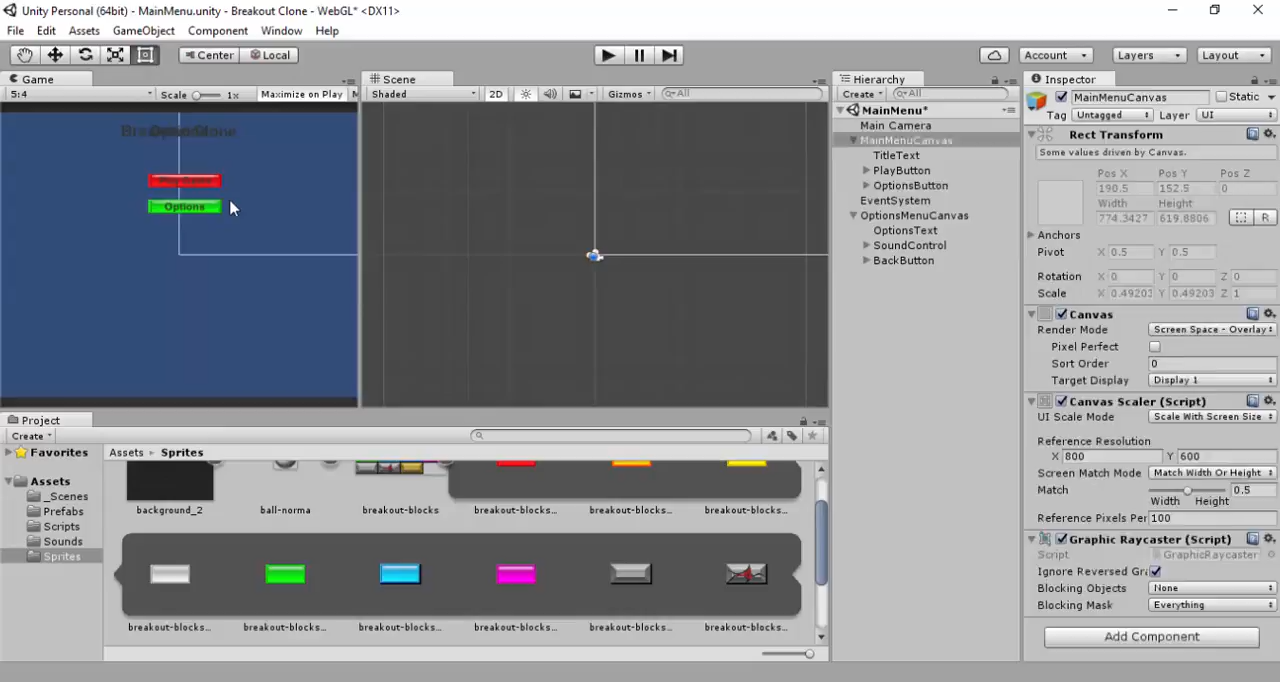 Unity Personal (64bit) - MainMenu.unity - Breakout Clone - WebGL* <DX11>
File Edit Assets GameObject Component Window Help
Center Local Account Layers Layout
Game Scene Hierarchy Inspector
5:4 Scale 1x Maximize on Play M Shaded 2D Gizmos All Create All
MainMenuCanvas Static
Tag Untagged Layer UI
MainMenu*
Main Camera
MainMenuCanvas
TitleText
PlayButton
OptionsButton
EventSystem
OptionsMenuCanvas
OptionsText
SoundControl
BackButton
Options
Rect Transform
Some values driven by Canvas.
Pos X Pos Y Pos Z
190.5 152.5 0
Width Height
774.3427 619.8806 R
Anchors
Pivot X 0.5 Y 0.5
Rotation X 0 Y 0 Z 0
Scale X 0.49203 Y 0.49203 Z 1
Canvas
Render Mode Screen Space - Overlay
Pixel Perfect
Sort Order 0
Target Display Display 1
Canvas Scaler (Script)
UI Scale Mode Scale With Screen Size
Reference Resolution
X 800 Y 600
Screen Match Mode Match Width Or Height
Match 0.5
Width Height
Reference Pixels Per 100
Graphic Raycaster (Script)
Script GraphicRaycaster
Ignore Reversed Gra
Blocking Objects None
Blocking Mask Everything
Add Component
Project
Create
Favorites
Assets
_Scenes
Prefabs
Scripts
Sounds
Sprites
Assets Sprites
background_2 ball-norma breakout-blocks breakout-blocks... breakout-blocks... breakout-blocks...
breakout-blocks... breakout-blocks... breakout-blocks... breakout-blocks... breakout-blocks... breakout-blocks...